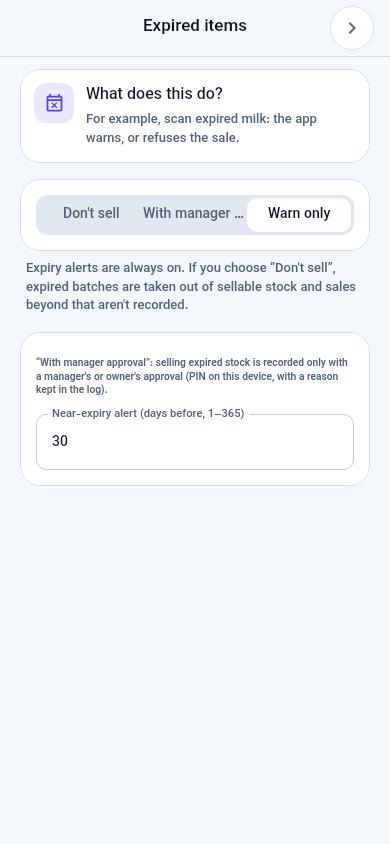 Expired items
What does this do?
For example, scan expired milk: the app
warns, or refuses the sale.
Don't sell
With manager ...
Warn only
Expiry alerts are always on. If you choose “Don't sell”,
expired batches are taken out of sellable stock and sales
beyond that aren't recorded.
“With manager approval”: selling expired stock is recorded only with
a manager's or owner's approval (PIN on this device, with a reason
kept in the log).
Near-expiry alert (days before, 1–365)
30